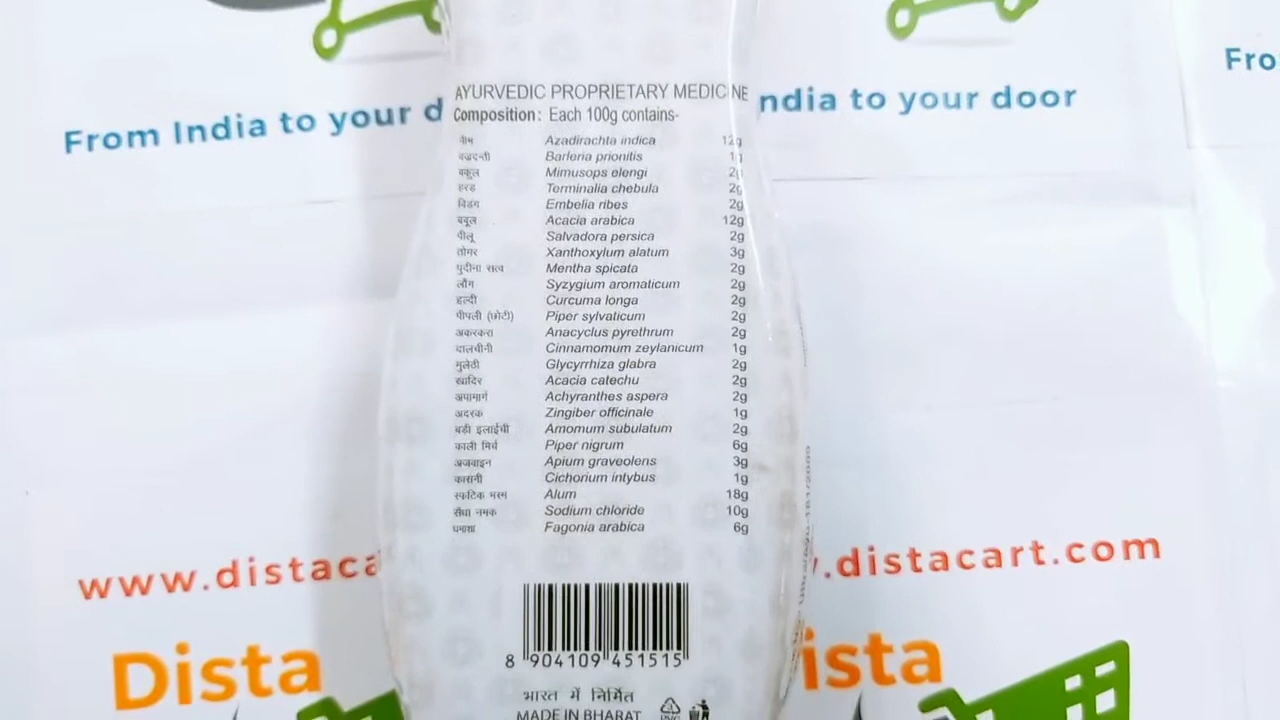 From India to your d
ndia to your door
Fro
AYURVEDIC PROPRIETARY MEDICINE
Composition: Each 100g contains-
नीम Azadirachta indica 12g
वज्रदन्ती Barleria prionitis 1g
बकूल Mimusops elengi 2g
हरड़ Terminalia chebula 2g
विडंग Embelia ribes 2g
बबूल Acacia arabica 12g
पीलू Salvadora persica 2g
तोमर Xanthoxylum alatum 3g
पुदीना सत्व Mentha spicata 2g
लौंग Syzygium aromaticum 2g
हल्दी Curcuma longa 2g
पीपली (छोटी) Piper sylvaticum 2g
अकरकरा Anacyclus pyrethrum 2g
दालचीनी Cinnamomum zeylanicum 1g
मुलेठी Glycyrrhiza glabra 2g
खादिर Acacia catechu 2g
अपामार्ग Achyranthes aspera 2g
अदरक Zingiber officinale 1g
बड़ी इलाईची Amomum subulatum 2g
काली मिर्च Piper nigrum 6g
अजवाइन Apium graveolens 3g
कासनी Cichorium intybus 1g
स्फटिक भस्म Alum 18g
सैंधा नमक Sodium chloride 10g
धमाशा Fagonia arabica 6g
www.distaca
.distacart.com
8 904109 451515
Dista
ista
भारत में निर्मित
MADE IN BHARAT